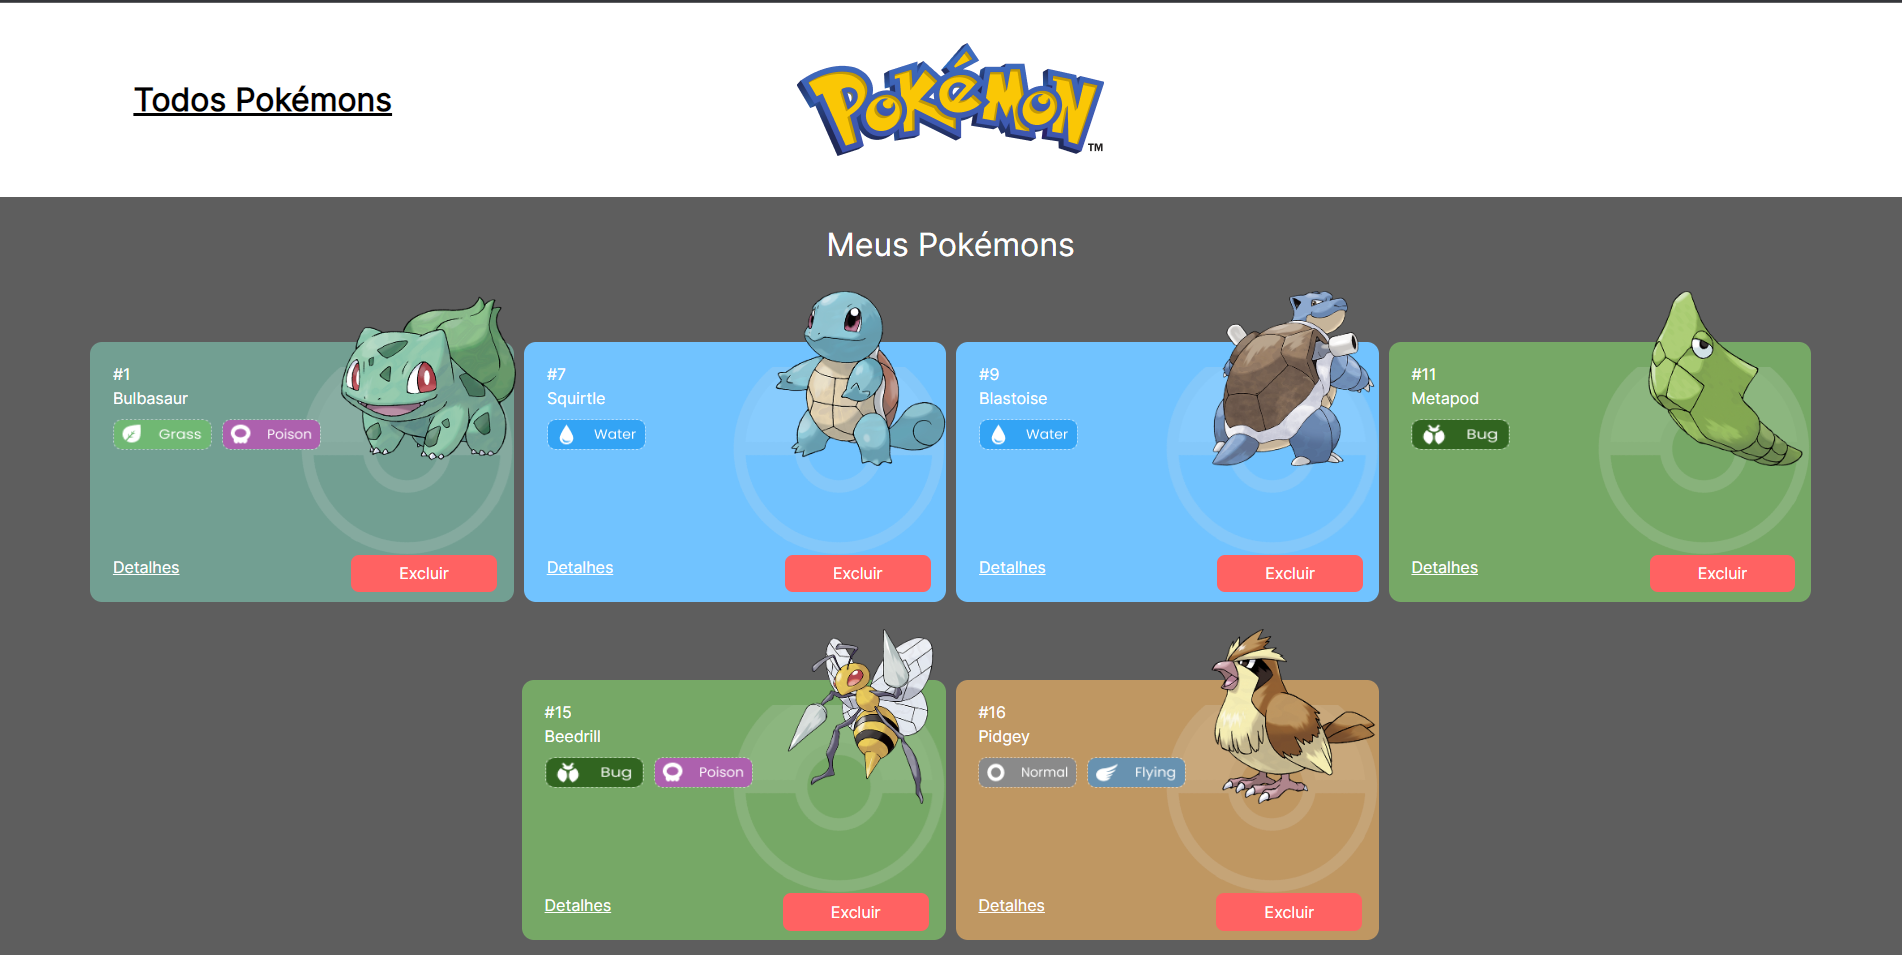 Todos Pokémons
Pokémon
TM
Meus Pokémons
#1
Bulbasaur
Grass Poison
Detalhes Excluir
#7
Squirtle
Water
Detalhes Excluir
#9
Blastoise
Water
Detalhes Excluir
#11
Metapod
Bug
Detalhes Excluir
#15
Beedrill
Bug Poison
Detalhes Excluir
#16
Pidgey
Normal Flying
Detalhes Excluir